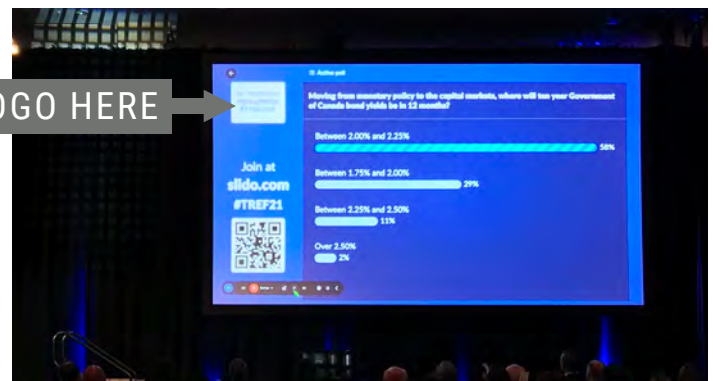 OGO HERE
Active poll
Moving from monetary policy to the capital markets, where will ten year Government
of Canada bond yields be in 12 months?
Between 2.00% and 2.25%
58%
Between 1.75% and 2.00%
29%
Between 2.25% and 2.50%
11%
Over 2.50%
2%
Join at
slido.com
#TREF21